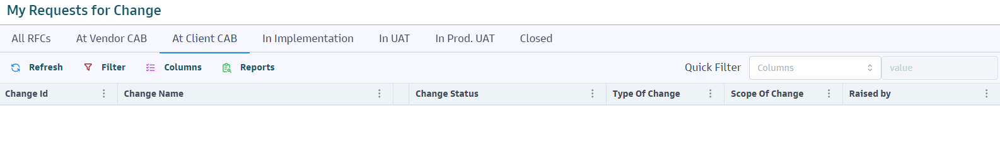 My Requests for Change
All RFCs At Vendor CAB At Client CAB In Implementation In UAT In Prod. UAT Closed
Refresh Filter Columns Reports Quick Filter Columns value
Change Id Change Name Change Status Type Of Change Scope Of Change Raised by